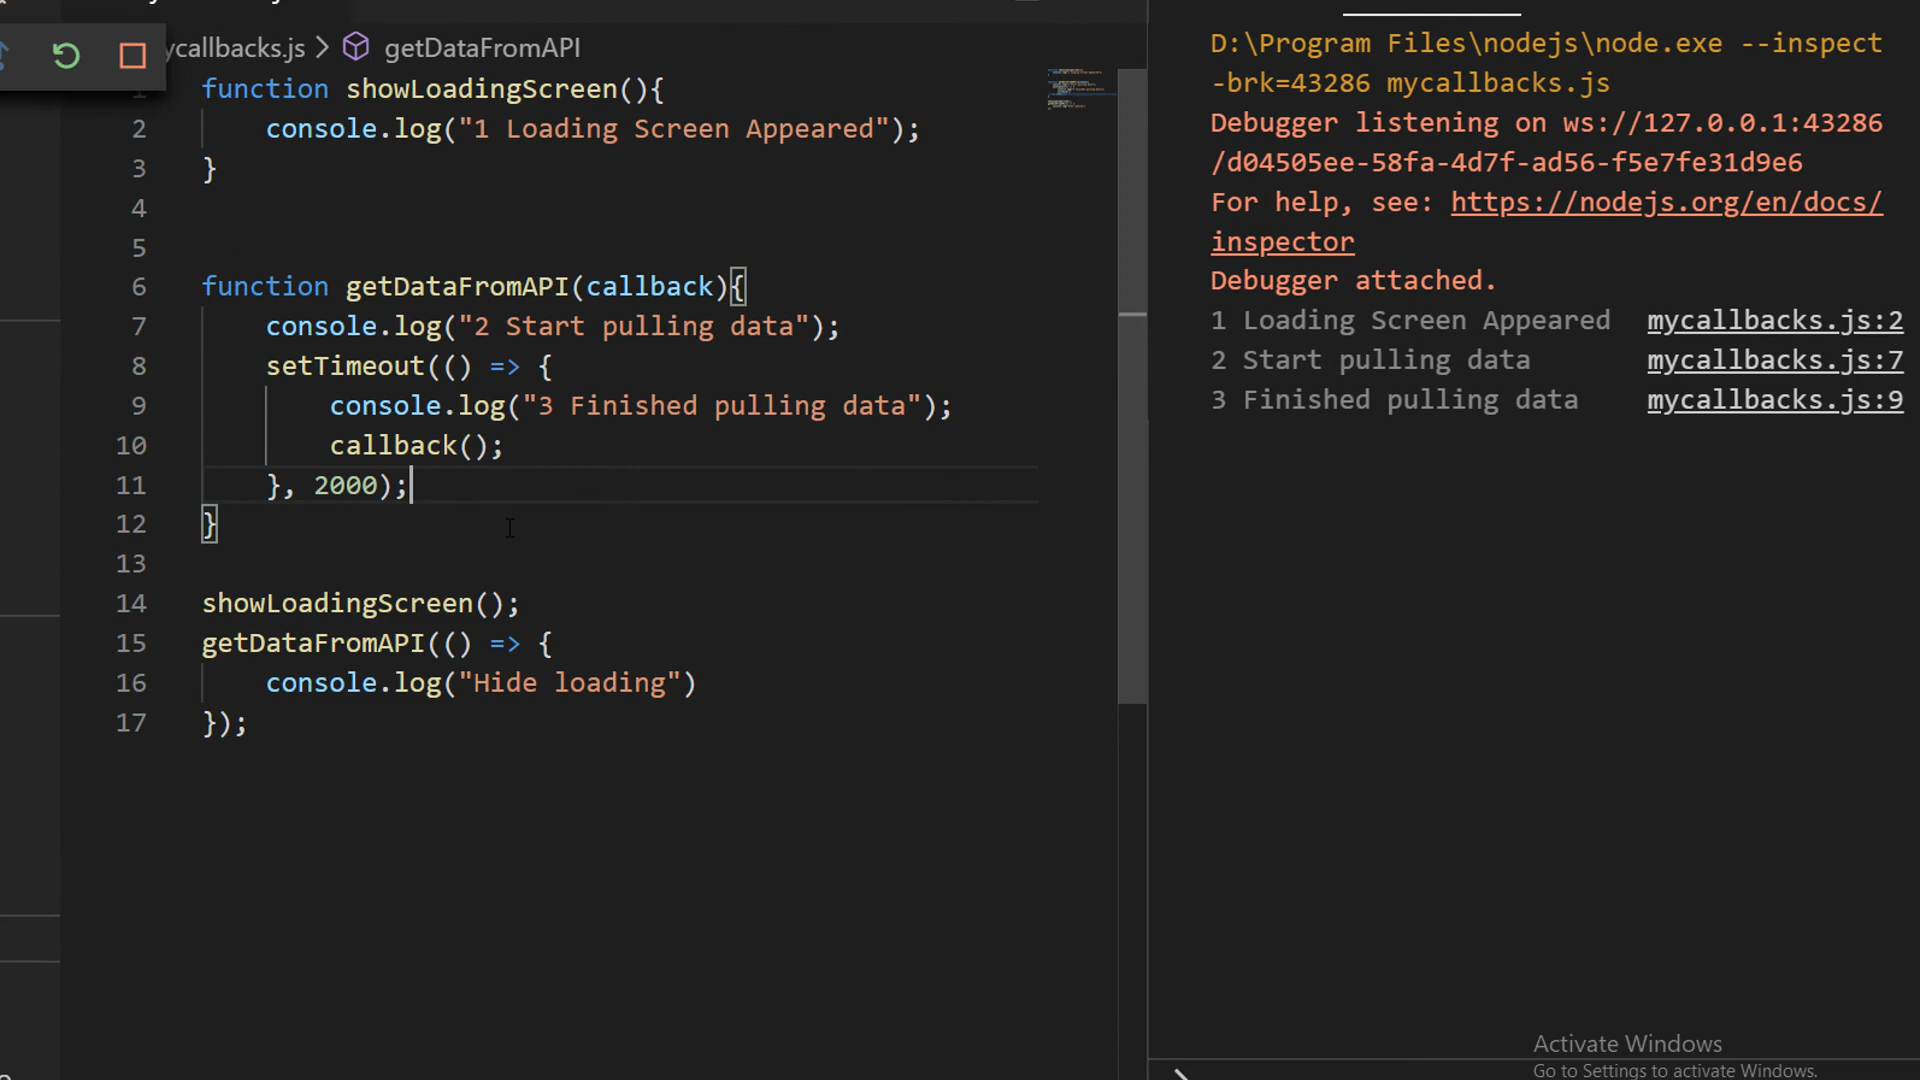 ycallbacks.js > getDataFromAPI
1 function showLoadingScreen(){
2 console.log("1 Loading Screen Appeared");
3 }
4
5
6 function getDataFromAPI(callback){
7 console.log("2 Start pulling data");
8 setTimeout(() => {
9 console.log("3 Finished pulling data");
10 callback();
11 }, 2000);
12 }
13
14 showLoadingScreen();
15 getDataFromAPI(() => {
16 console.log("Hide loading")
17 });
D:\Program Files\nodejs\node.exe --inspect
-brk=43286 mycallbacks.js
Debugger listening on ws://127.0.0.1:43286
/d04505ee-58fa-4d7f-ad56-f5e7fe31d9e6
For help, see: https://nodejs.org/en/docs/
inspector
Debugger attached.
1 Loading Screen Appeared mycallbacks.js:2
2 Start pulling data mycallbacks.js:7
3 Finished pulling data mycallbacks.js:9
Activate Windows
Go to Settings to activate Windows.